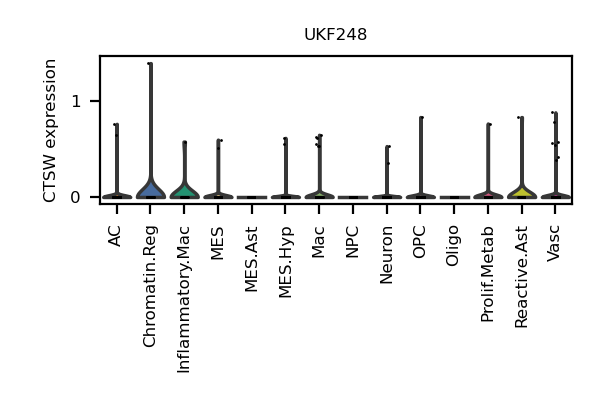 UKF248
CTSW expression
1
0
AC
Chromatin.Reg
Inflammatory.Mac
MES
MES.Ast
MES.Hyp
Mac
NPC
Neuron
OPC
Oligo
Prolif.Metab
Reactive.Ast
Vasc